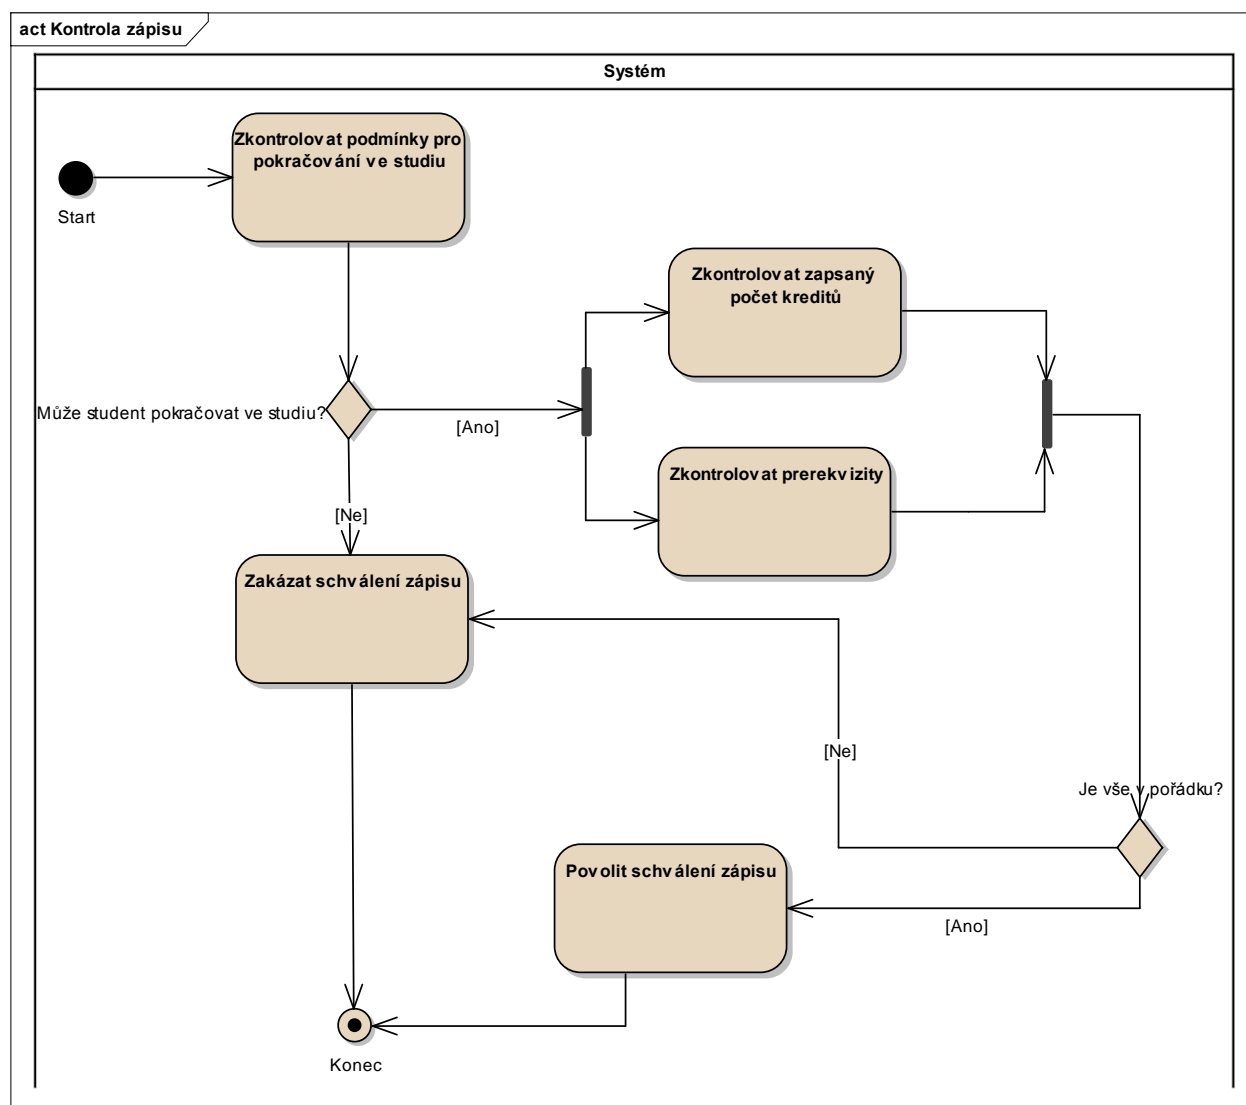 act Kontrola zápisu
Systém
Zkontrolovat podmínky pro
pokračování ve studiu
Start
Zkontrolovat zapsaný
počet kreditů
Může student pokračovat ve studiu?
[Ano]
Zkontrolovat prerekvizity
[Ne]
Zakázat schválení zápisu
[Ne]
Je vše v pořádku?
Povolit schválení zápisu
[Ano]
Konec